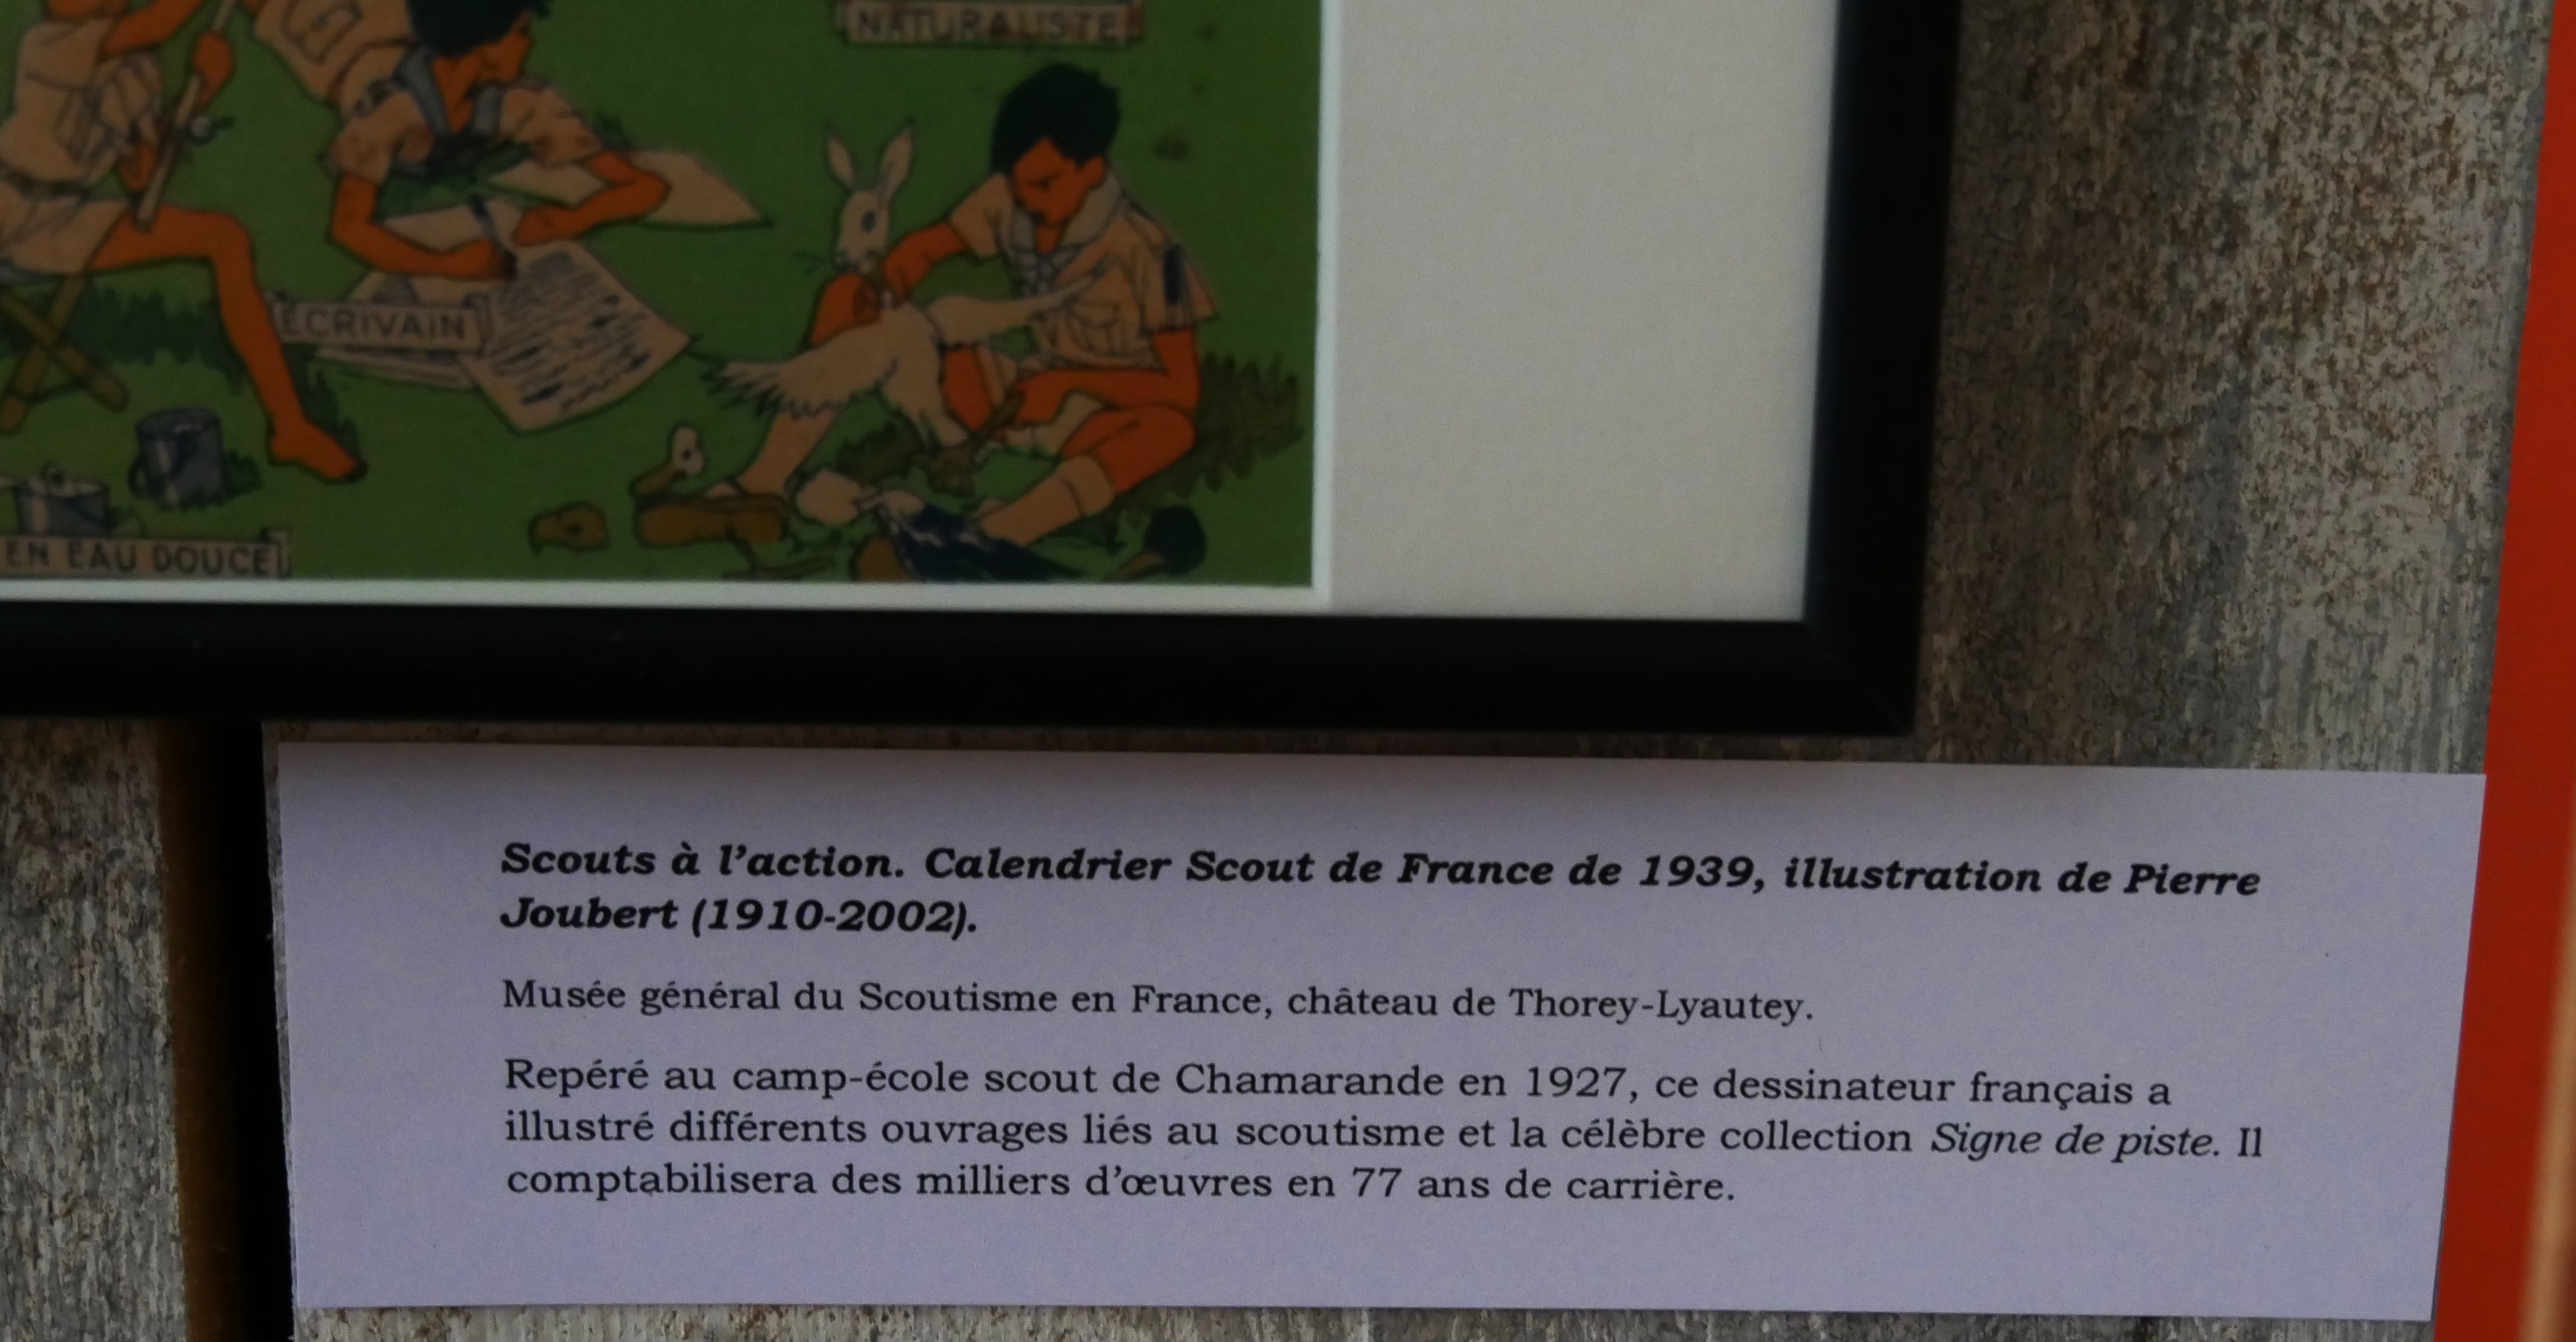 NATURALISTE
ÉCRIVAIN
EN EAU DOUCE
Scouts à l'action. Calendrier Scout de France de 1939, illustration de Pierre
Joubert (1910-2002).
Musée général du Scoutisme en France, château de Thorey-Lyautey.
Repéré au camp-école scout de Chamarande en 1927, ce dessinateur français a
illustré différents ouvrages liés au scoutisme et la célèbre collection Signe de piste. Il
comptabilisera des milliers d'œuvres en 77 ans de carrière.